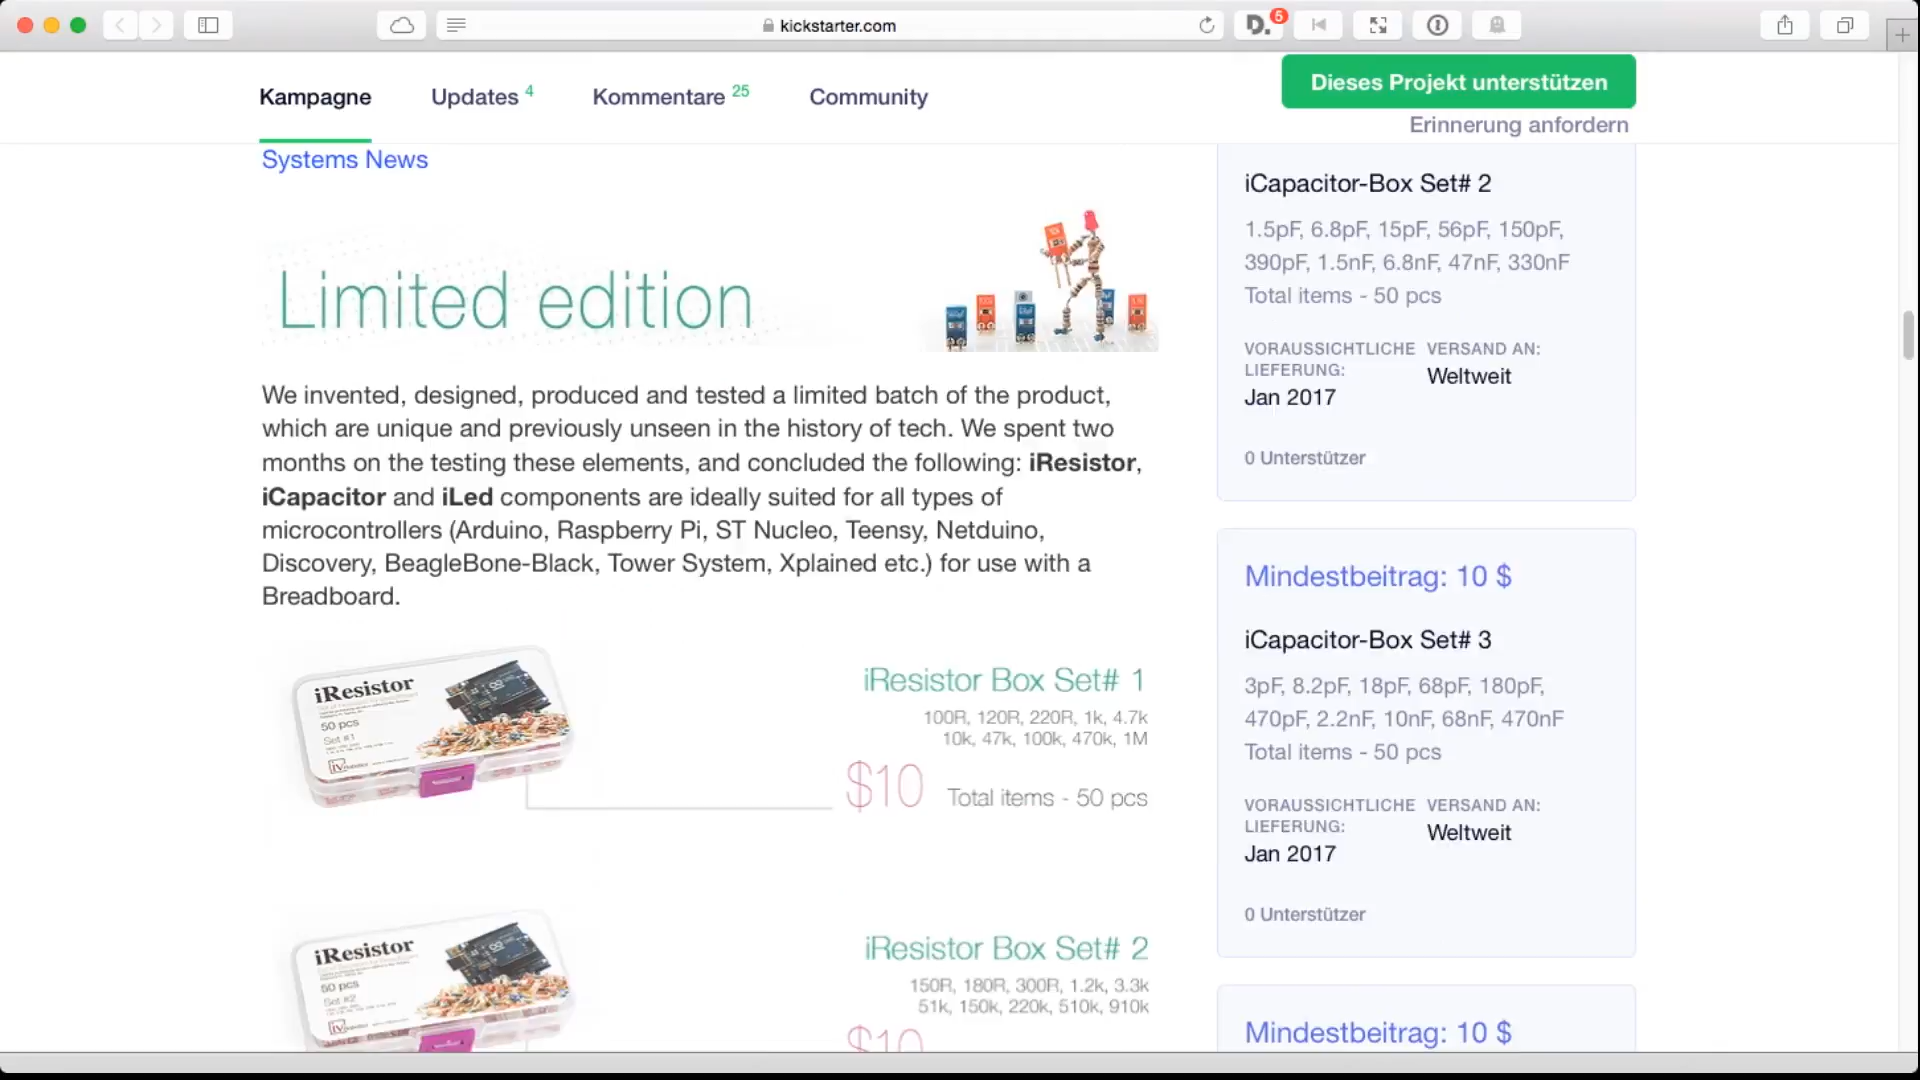 kickstarter.com
D.
5
Kampagne
Updates 4
Kommentare 25
Community
Dieses Projekt unterstützen
Erinnerung anfordern
Systems News
Limited edition
We invented, designed, produced and tested a limited batch of the product,
which are unique and previously unseen in the history of tech. We spent two
months on the testing these elements, and concluded the following: iResistor,
iCapacitor and iLed components are ideally suited for all types of
microcontrollers (Arduino, Raspberry Pi, ST Nucleo, Teensy, Netduino,
Discovery, BeagleBone-Black, Tower System, Xplained etc.) for use with a
Breadboard.
iResistor
50 pcs
Set #1
iResistor Box Set# 1
100R, 120R, 220R, 1k, 4.7k
10k, 47k, 100k, 470k, 1M
$10
Total items - 50 pcs
iResistor
50 pcs
Set #2
iResistor Box Set# 2
150R, 180R, 300R, 1.2k, 3.3k
51k, 150k, 220k, 510k, 910k
$10
iCapacitor-Box Set# 2
1.5pF, 6.8pF, 15pF, 56pF, 150pF,
390pF, 1.5nF, 6.8nF, 47nF, 330nF
Total items - 50 pcs
VORAUSSICHTLICHE
LIEFERUNG:
Jan 2017
VERSAND AN:
Weltweit
0 Unterstützer
Mindestbeitrag: 10 $
iCapacitor-Box Set# 3
3pF, 8.2pF, 18pF, 68pF, 180pF,
470pF, 2.2nF, 10nF, 68nF, 470nF
Total items - 50 pcs
VORAUSSICHTLICHE
LIEFERUNG:
Jan 2017
VERSAND AN:
Weltweit
0 Unterstützer
Mindestbeitrag: 10 $